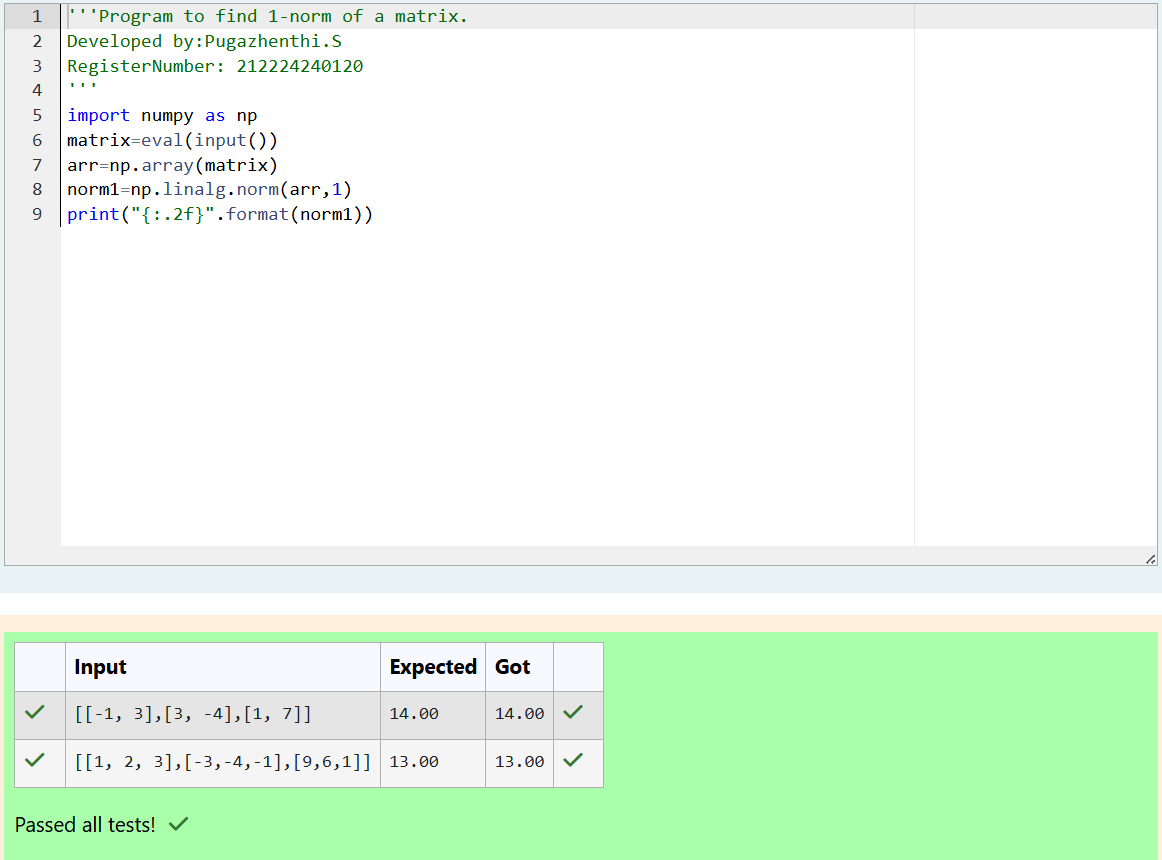 1 '''Program to find 1-norm of a matrix.
2 Developed by:Pugazhenthi.S
3 RegisterNumber: 212224240120
4 '''
5 import numpy as np
6 matrix=eval(input())
7 arr=np.array(matrix)
8 norm1=np.linalg.norm(arr,1)
9 print("{:.2f}".format(norm1))
Input Expected Got
[[-1, 3],[3, -4],[1, 7]] 14.00 14.00
[[1, 2, 3],[-3,-4,-1],[9,6,1]] 13.00 13.00
Passed all tests!